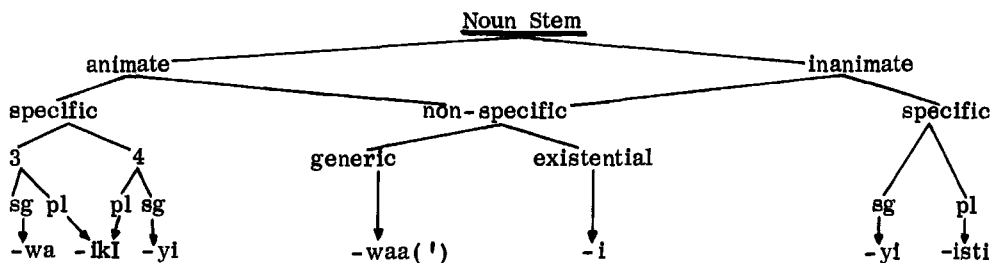 Noun Stem
animate inanimate
specific non-specific specific
3 4 generic existential
sg pl pl sg sg pl
-wa -ikI -yi -waa(') -i -yi -isti